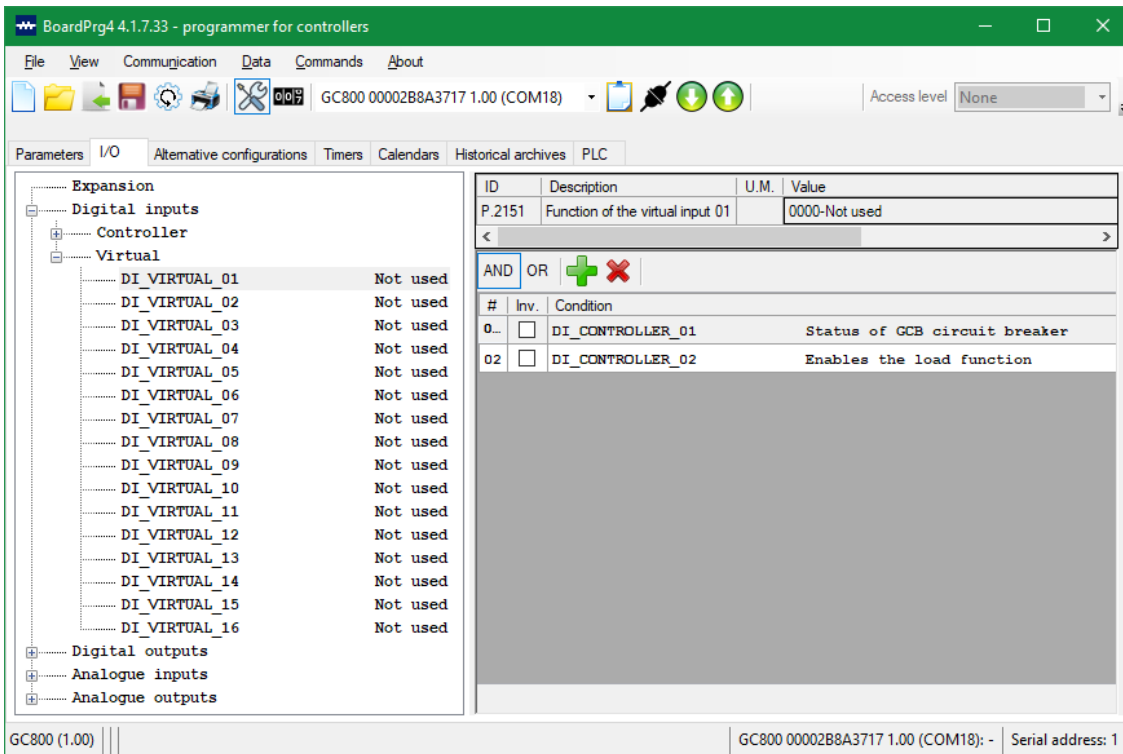 BoardPrg4 4.1.7.33 - programmer for controllers
File View Communication Data Commands About
007 GC800 00002B8A3717 1.00 (COM18) Access level None
Parameters I/O Alternative configurations Timers Calendars Historical archives PLC
Expansion
Digital inputs
Controller
Virtual
DI_VIRTUAL_01 Not used
DI_VIRTUAL_02 Not used
DI_VIRTUAL_03 Not used
DI_VIRTUAL_04 Not used
DI_VIRTUAL_05 Not used
DI_VIRTUAL_06 Not used
DI_VIRTUAL_07 Not used
DI_VIRTUAL_08 Not used
DI_VIRTUAL_09 Not used
DI_VIRTUAL_10 Not used
DI_VIRTUAL_11 Not used
DI_VIRTUAL_12 Not used
DI_VIRTUAL_13 Not used
DI_VIRTUAL_14 Not used
DI_VIRTUAL_15 Not used
DI_VIRTUAL_16 Not used
Digital outputs
Analogue inputs
Analogue outputs
ID Description U.M. Value
P.2151 Function of the virtual input 01 0000-Not used
AND OR
# Inv. Condition
0... DI_CONTROLLER_01 Status of GCB circuit breaker
02 DI_CONTROLLER_02 Enables the load function
GC800 (1.00) GC800 00002B8A3717 1.00 (COM18): - Serial address: 1